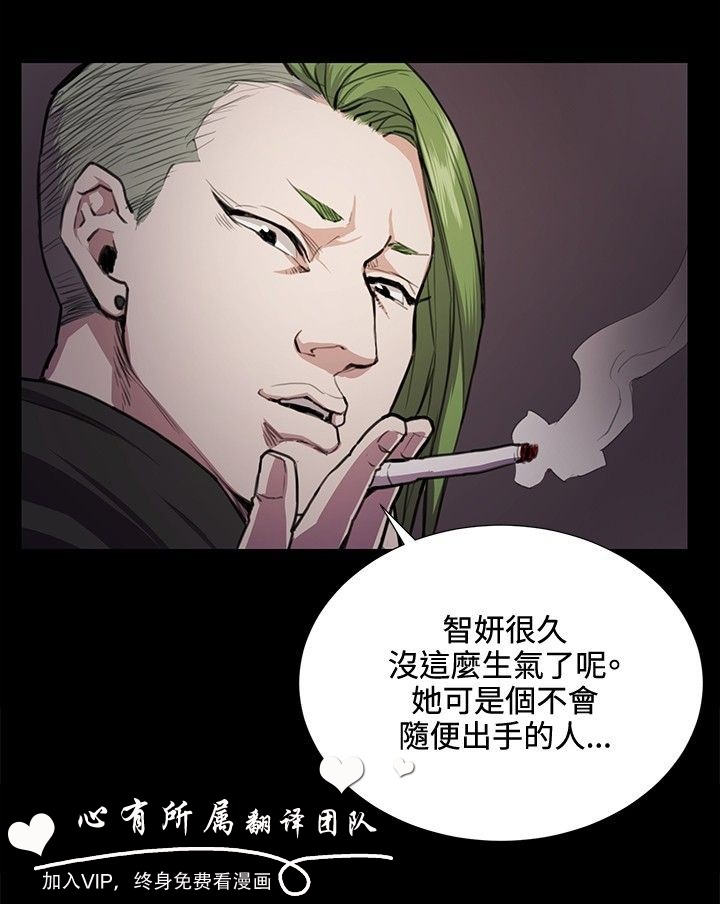 智妍很久
沒這麼生氣了呢。
她可是個不會
隨便出手的人...
心有所属翻译团队
加入VIP，终身免费看漫画